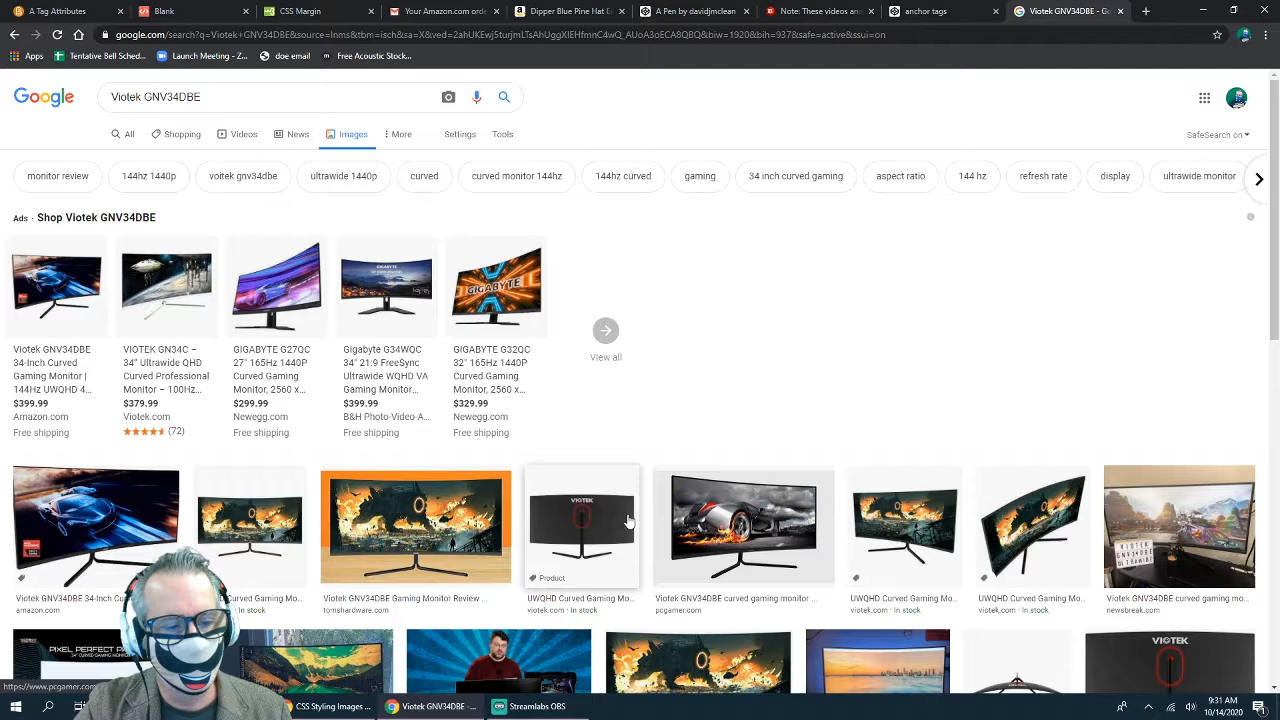 A Tag Attributes
Blank
CSS Margin
Your Amazon.com or
Dipper Blue Pine Hat G
A Pen by davidjmclean
Note: These videos and
anchor tags
Viotek GNV34DBE - Go
google.com/search?q=Viotek+GNV34DBE&source=lnms&tbm=isch&sa=X&ved=2ahUKEwj5turjmLTsAhUggXIEHfmnC4wQ_AUoA3oECA8QBQ&biw=1920&bih=937&safe=active&ssui=on
Apps
Tentative Bell Sched...
Launch Meeting - Z...
doe email
Free Acoustic Stock...
Google
Viotek GNV34DBE
All
Shopping
Videos
News
Images
More
Settings
Tools
SafeSearch on
monitor review
144hz 1440p
voitek gnv34dbe
ultrawide 1440p
curved
curved monitor 144hz
144hz curved
gaming
34 inch curved gaming
aspect ratio
144 hz
refresh rate
display
ultrawide monitor
Ads · Shop Viotek GNV34DBE
GIGABYTE
GIGABYTE
Viotek GNV34DBE
34-Inch Curved
Gaming Monitor |
144Hz UWQHD 4...
$399.99
Amazon.com
Free shipping
VIOTEK GN34C –
34" Ultrawide QHD
Curved Professional
Monitor – 100Hz...
$379.99
Viotek.com
(72)
GIGABYTE G27QC
27" 165Hz 1440P
Curved Gaming
Monitor, 2560 x...
$299.99
Newegg.com
Free shipping
Gigabyte G34WQC
34" 21:9 FreeSync
Ultrawide WQHD VA
Gaming Monitor...
$399.99
B&H Photo-Video-A...
Free shipping
GIGABYTE G32QC
32" 165Hz 1440P
Curved Gaming
Monitor, 2560 x...
$329.99
Newegg.com
Free shipping
View all
VIOTEK
Product
VIOTEK
GNV34DBE
ULTRAWIDE
Viotek GNV34DBE 34-Inch Cu
amazon.com
Curved Gaming Mo...
In stock
Viotek GNV34DBE Gaming Monitor Review ...
tomshardware.com
UWQHD Curved Gaming Mo...
viotek.com · In stock
Viotek GNV34DBE curved gaming monitor ...
pcgamer.com
UWQHD Curved Gaming Mo...
viotek.com · In stock
UWQHD Curved Gaming Mo...
viotek.com · In stock
Viotek GNV34DBE curved gaming mo...
newsbreak.com
PIXEL PERFECT P
34" CURVED GAMING MONITOR
VIOTEK
https://www.pcgamer.com
CSS Styling Images ...
Viotek GNV34DBE -...
Streamlabs OBS
9:31 AM
10/14/2020